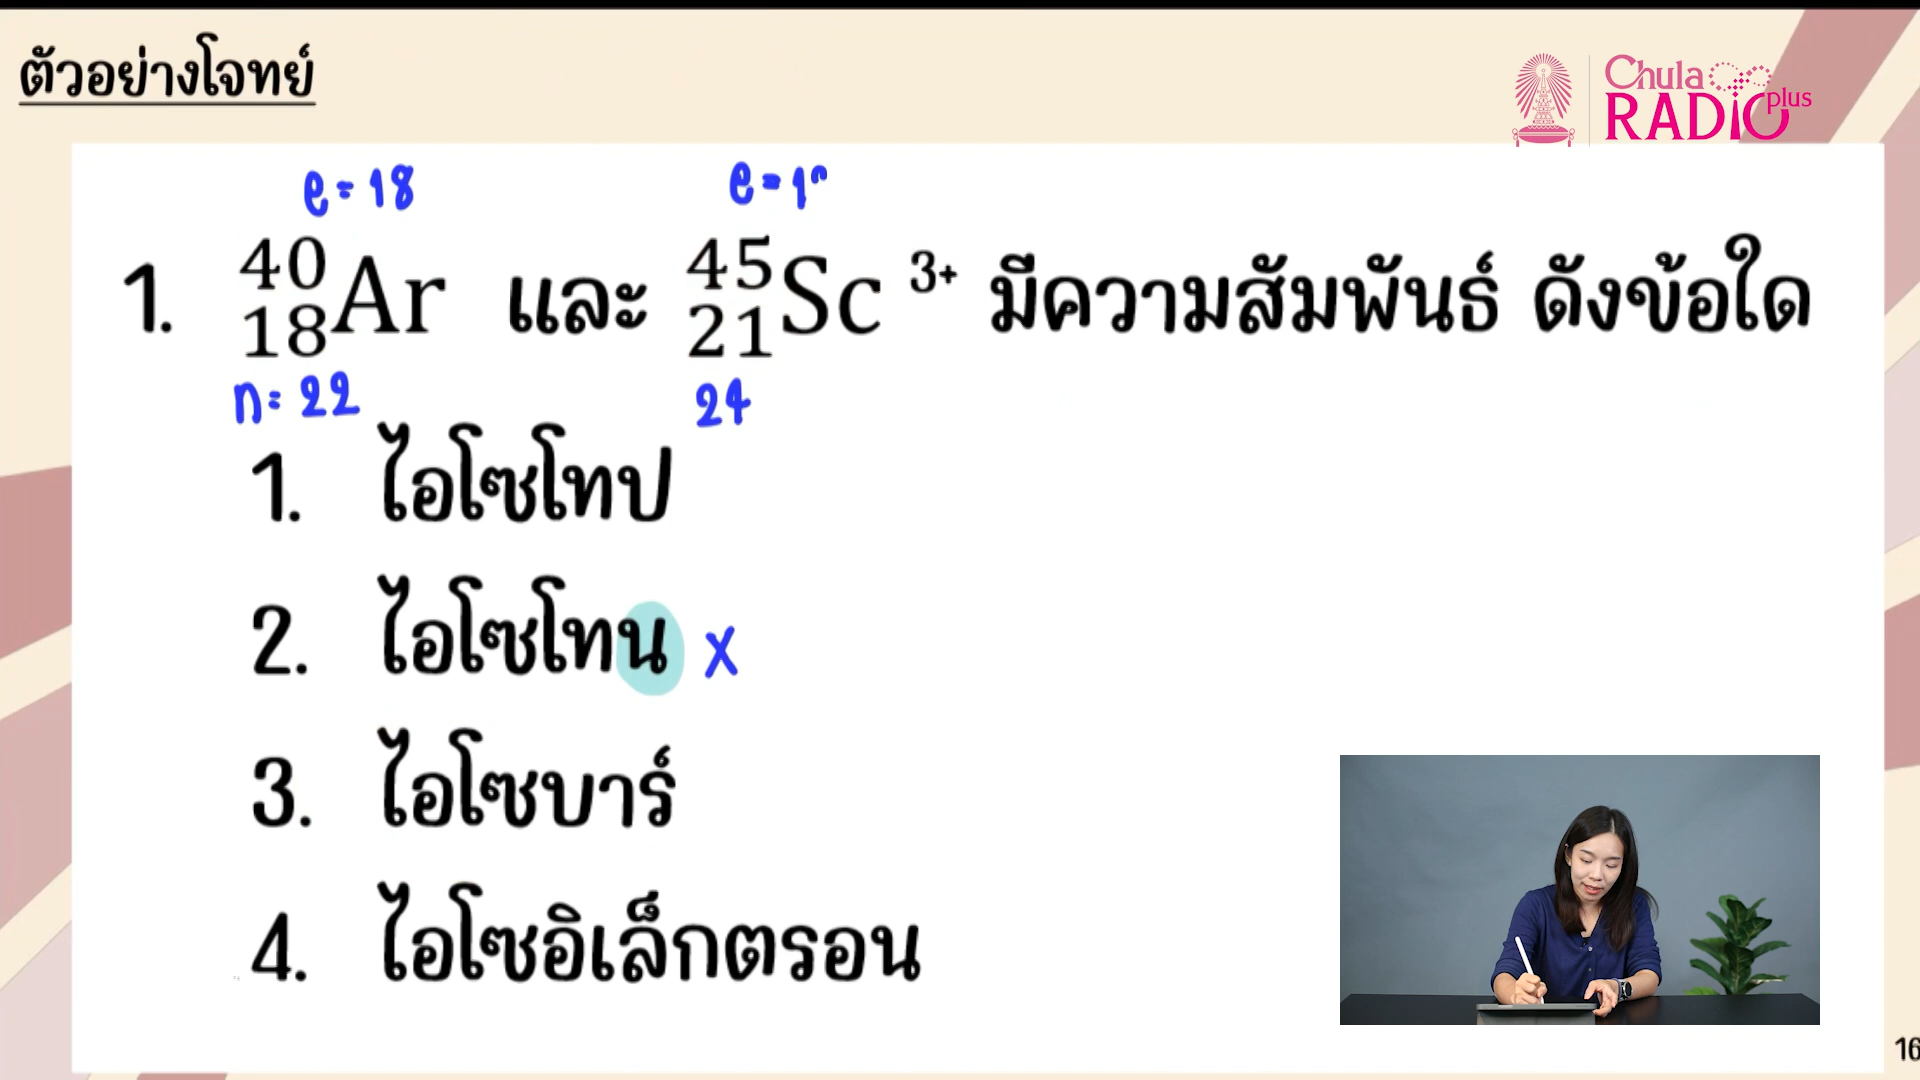 ตัวอย่างโจทย์
Chula
RADIO plus
e = 18
1. 40 18 Ar และ 45 21 Sc 3+ มีความสัมพันธ์ ดังข้อใด
n = 22 24
1. ไอโซโทป
2. ไอโซโทน X
3. ไอโซบาร์
4. ไอโซอิเล็กตรอน
16